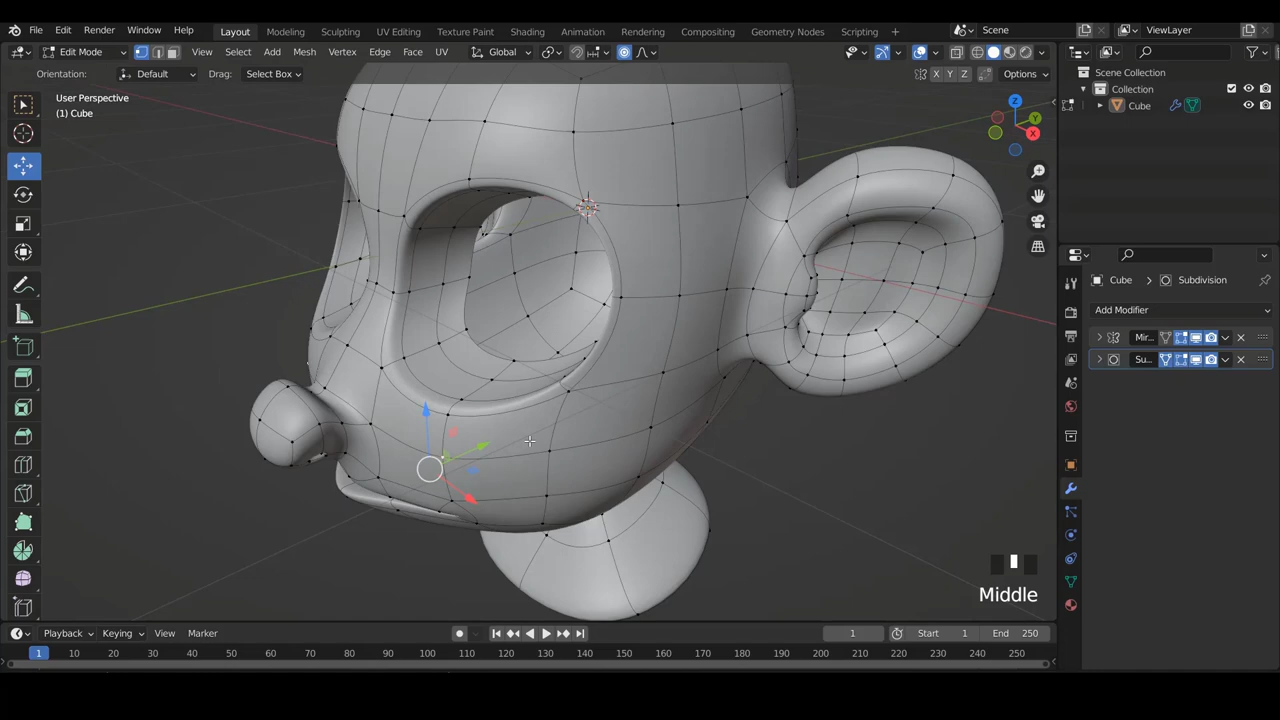 File Edit Render Window Help Layout Modeling Sculpting UV Editing Texture Paint Shading Animation Rendering Compositing Geometry Nodes Scripting + Scene ViewLayer
Edit Mode View Select Add Mesh Vertex Edge Face UV Global
Orientation: Default Drag: Select Box X Y Z Options
User Perspective
(1) Cube
Z
Y
X
Scene Collection
Collection
Cube
Cube > Subdivision
Add Modifier
Mir...
Su...
Middle
Playback Keying View Marker 1 Start 1 End 250
1 10 20 30 40 50 60 70 80 90 100 110 120 130 140 150 160 170 180 190 200 210 220 230 240 250